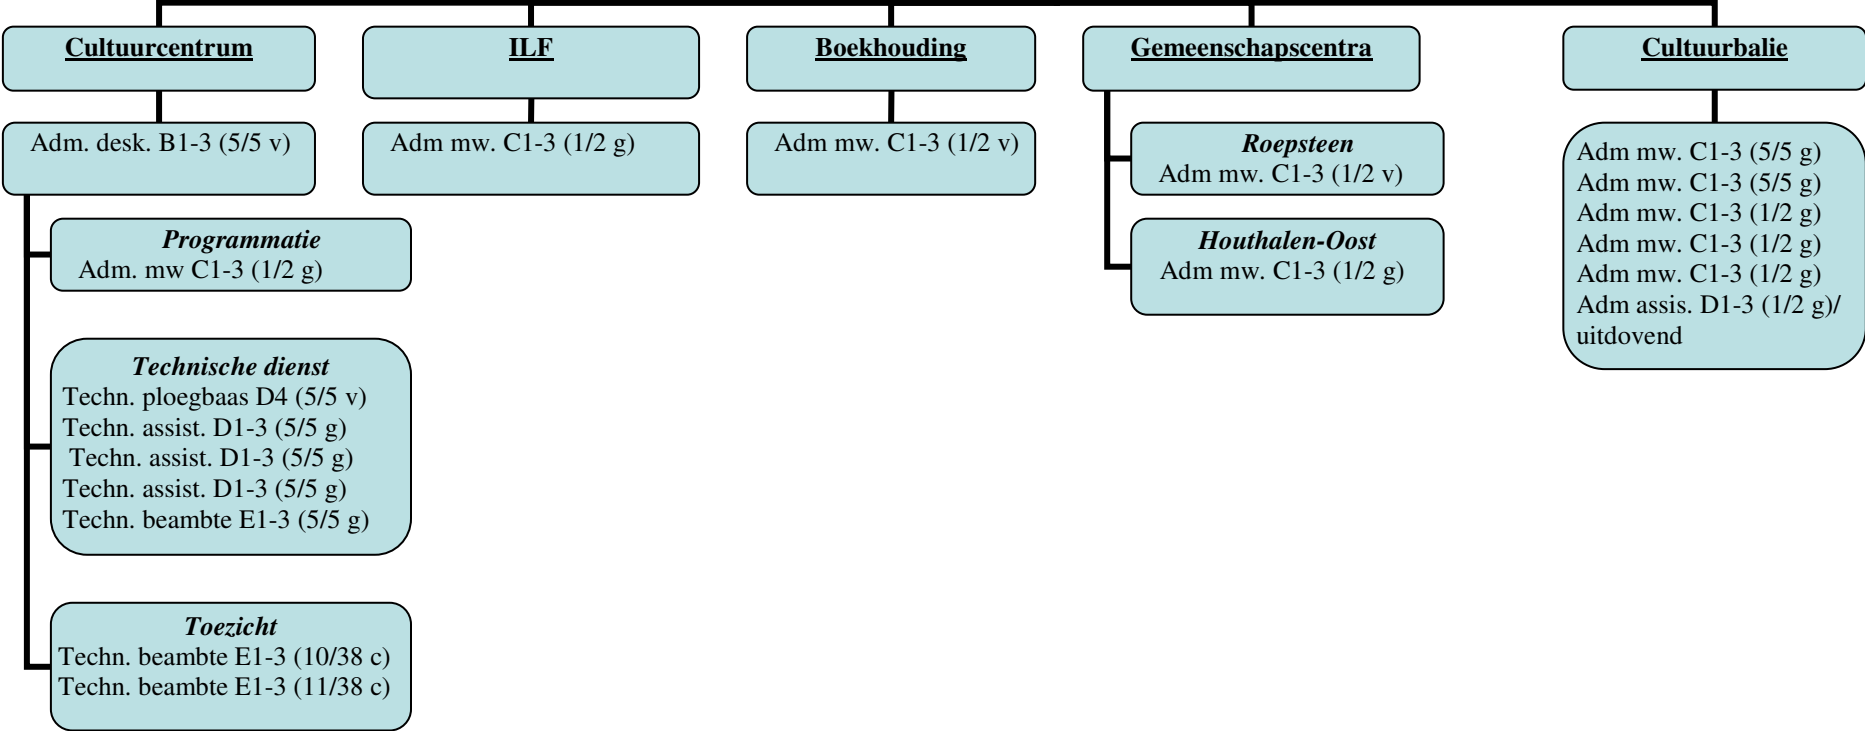 Cultuurcentrum
Adm. desk. B1-3 (5/5 v)
Programmatie
Adm. mw C1-3 (1/2 g)
Technische dienst
Techn. ploegbaas D4 (5/5 v)
Techn. assist. D1-3 (5/5 g)
Techn. assist. D1-3 (5/5 g)
Techn. assist. D1-3 (5/5 g)
Techn. beambte E1-3 (5/5 g)
Toezicht
Techn. beambte E1-3 (10/38 c)
Techn. beambte E1-3 (11/38 c)
ILF
Adm mw. C1-3 (1/2 g)
Boekhouding
Adm mw. C1-3 (1/2 v)
Gemeenschapscentra
Roepsteen
Adm mw. C1-3 (1/2 v)
Houthalen-Oost
Adm mw. C1-3 (1/2 g)
Cultuurbalie
Adm mw. C1-3 (5/5 g)
Adm mw. C1-3 (5/5 g)
Adm mw. C1-3 (1/2 g)
Adm mw. C1-3 (1/2 g)
Adm mw. C1-3 (1/2 g)
Adm assis. D1-3 (1/2 g)/
uitdovend